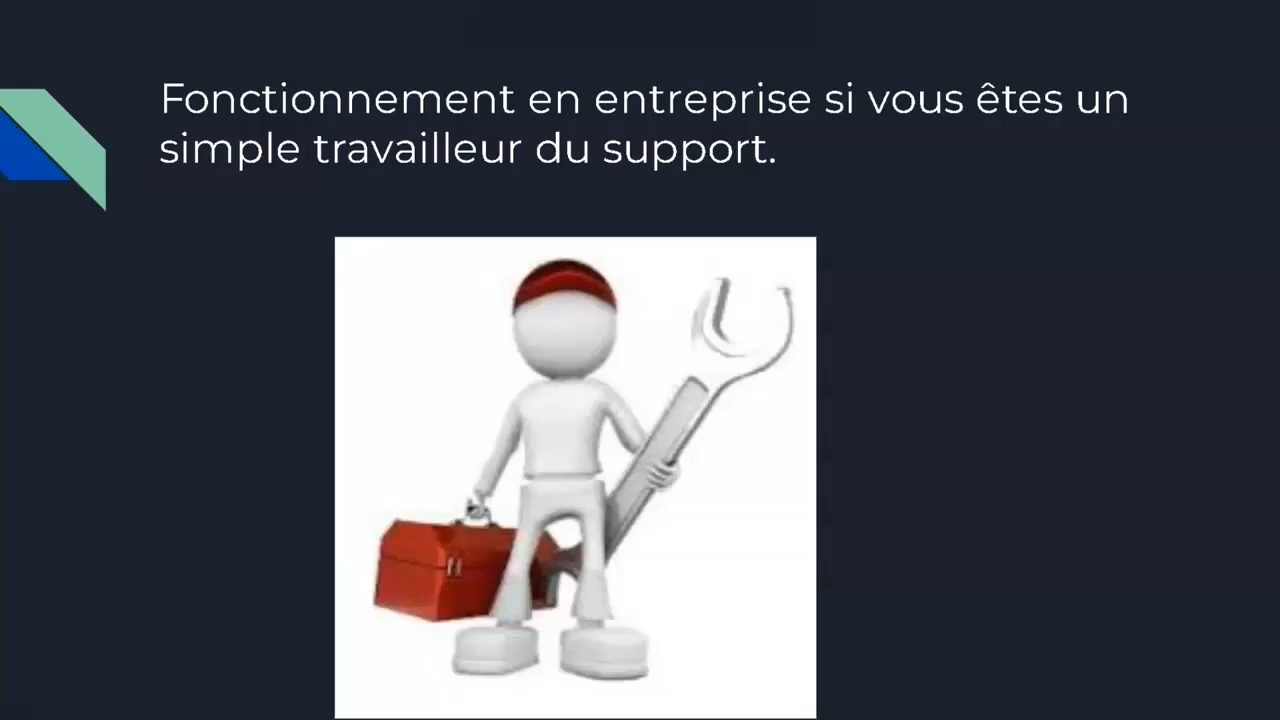 Fonctionnement en entreprise si vous êtes un
simple travailleur du support.